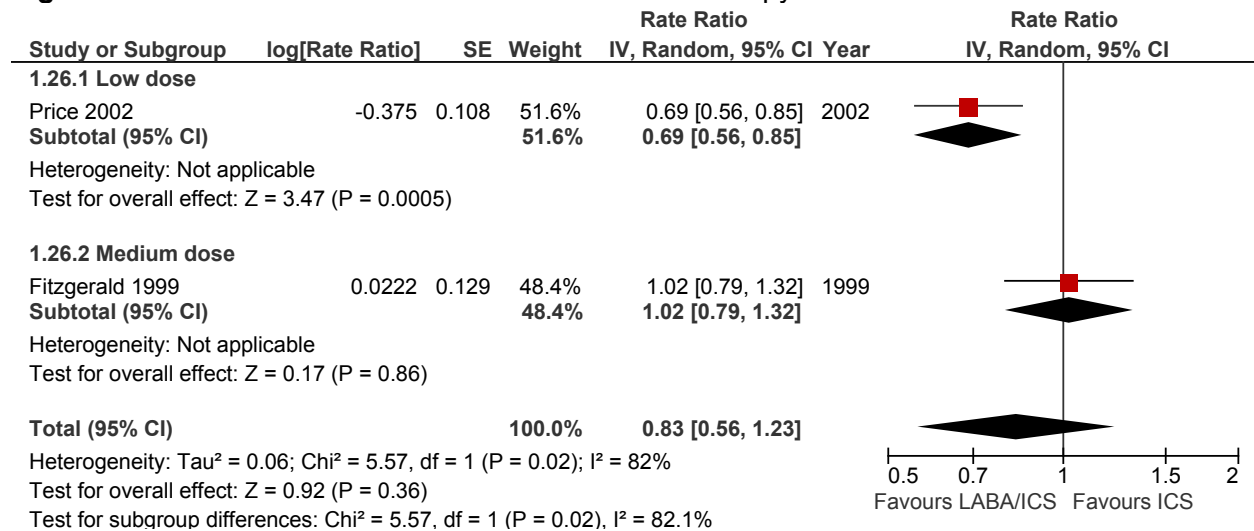 Rate Ratio Rate Ratio
Study or Subgroup log[Rate Ratio] SE Weight IV, Random, 95% CI Year IV, Random, 95% CI
1.26.1 Low dose
Price 2002 -0.375 0.108 51.6% 0.69 [0.56, 0.85] 2002
Subtotal (95% CI) 51.6% 0.69 [0.56, 0.85]
Heterogeneity: Not applicable
Test for overall effect: Z = 3.47 (P = 0.0005)
1.26.2 Medium dose
Fitzgerald 1999 0.0222 0.129 48.4% 1.02 [0.79, 1.32] 1999
Subtotal (95% CI) 48.4% 1.02 [0.79, 1.32]
Heterogeneity: Not applicable
Test for overall effect: Z = 0.17 (P = 0.86)
Total (95% CI) 100.0% 0.83 [0.56, 1.23]
Heterogeneity: Tau² = 0.06; Chi² = 5.57, df = 1 (P = 0.02); I² = 82%
Test for overall effect: Z = 0.92 (P = 0.36)
Test for subgroup differences: Chi² = 5.57, df = 1 (P = 0.02), I² = 82.1%
0.5 0.7 1 1.5 2
Favours LABA/ICS Favours ICS